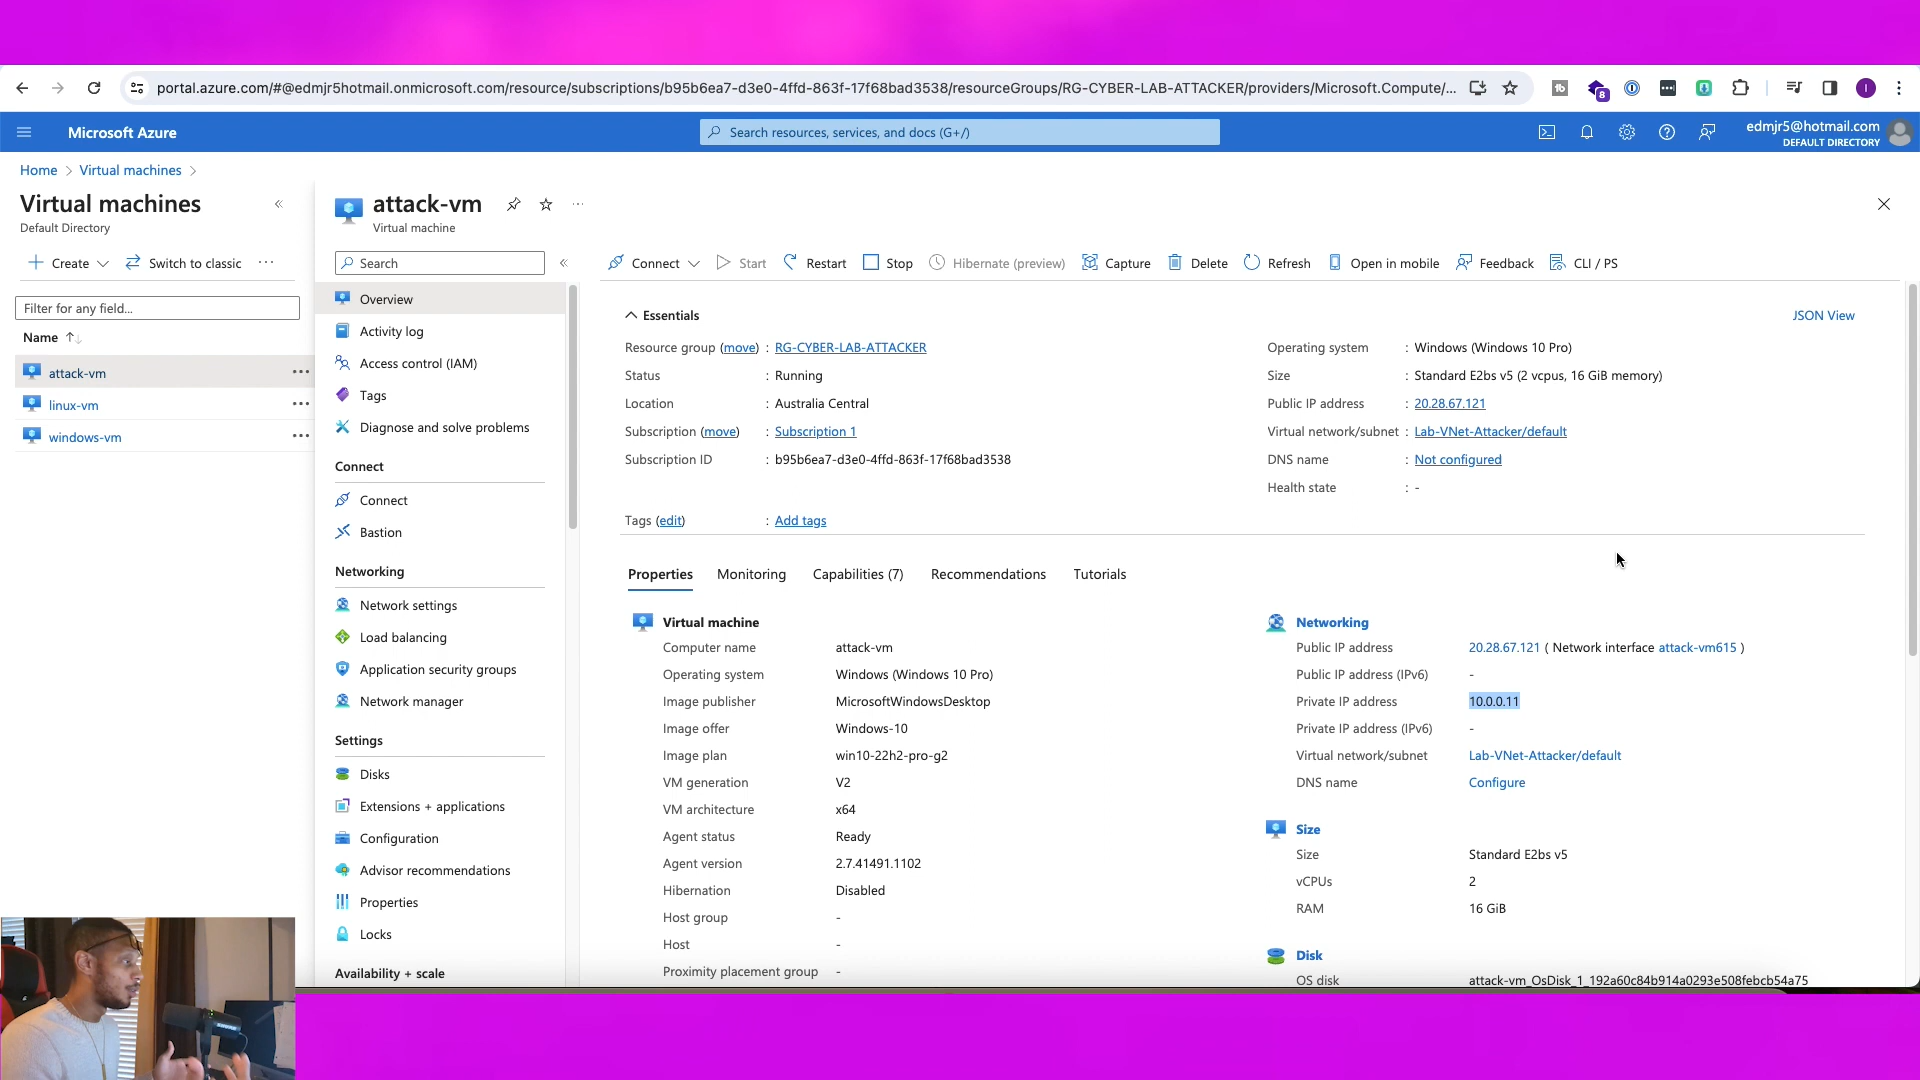 portal.azure.com/#@edmjr5hotmail.onmicrosoft.com/resource/subscriptions/b95b6ea7-d3e0-4ffd-863f-17f68bad3538/resourceGroups/RG-CYBER-LAB-ATTACKER/providers/Microsoft.Compute/...
8
I
Microsoft Azure
Search resources, services, and docs (G+/)
edmjr5@hotmail.com
DEFAULT DIRECTORY
Home > Virtual machines >
Virtual machines
Default Directory
Create
Switch to classic
Filter for any field...
Name
attack-vm
linux-vm
windows-vm
attack-vm
Virtual machine
Search
Overview
Activity log
Access control (IAM)
Tags
Diagnose and solve problems
Connect
Connect
Bastion
Networking
Network settings
Load balancing
Application security groups
Network manager
Settings
Disks
Extensions + applications
Configuration
Advisor recommendations
Properties
Locks
Availability + scale
Connect Start Restart Stop Hibernate (preview) Capture Delete Refresh Open in mobile Feedback CLI / PS
Essentials
JSON View
Resource group (move) : RG-CYBER-LAB-ATTACKER
Status : Running
Location : Australia Central
Subscription (move) : Subscription 1
Subscription ID : b95b6ea7-d3e0-4ffd-863f-17f68bad3538
Operating system : Windows (Windows 10 Pro)
Size : Standard E2bs v5 (2 vcpus, 16 GiB memory)
Public IP address : 20.28.67.121
Virtual network/subnet : Lab-VNet-Attacker/default
DNS name : Not configured
Health state : -
Tags (edit) : Add tags
Properties Monitoring Capabilities (7) Recommendations Tutorials
Virtual machine
Computer name attack-vm
Operating system Windows (Windows 10 Pro)
Image publisher MicrosoftWindowsDesktop
Image offer Windows-10
Image plan win10-22h2-pro-g2
VM generation V2
VM architecture x64
Agent status Ready
Agent version 2.7.41491.1102
Hibernation Disabled
Host group -
Host -
Proximity placement group -
Networking
Public IP address 20.28.67.121 ( Network interface attack-vm615 )
Public IP address (IPv6) -
Private IP address 10.0.0.11
Private IP address (IPv6) -
Virtual network/subnet Lab-VNet-Attacker/default
DNS name Configure
Size
Size Standard E2bs v5
vCPUs 2
RAM 16 GiB
Disk
OS disk attack-vm_OsDisk_1_192a60c84b914a0293e508febcb54a75